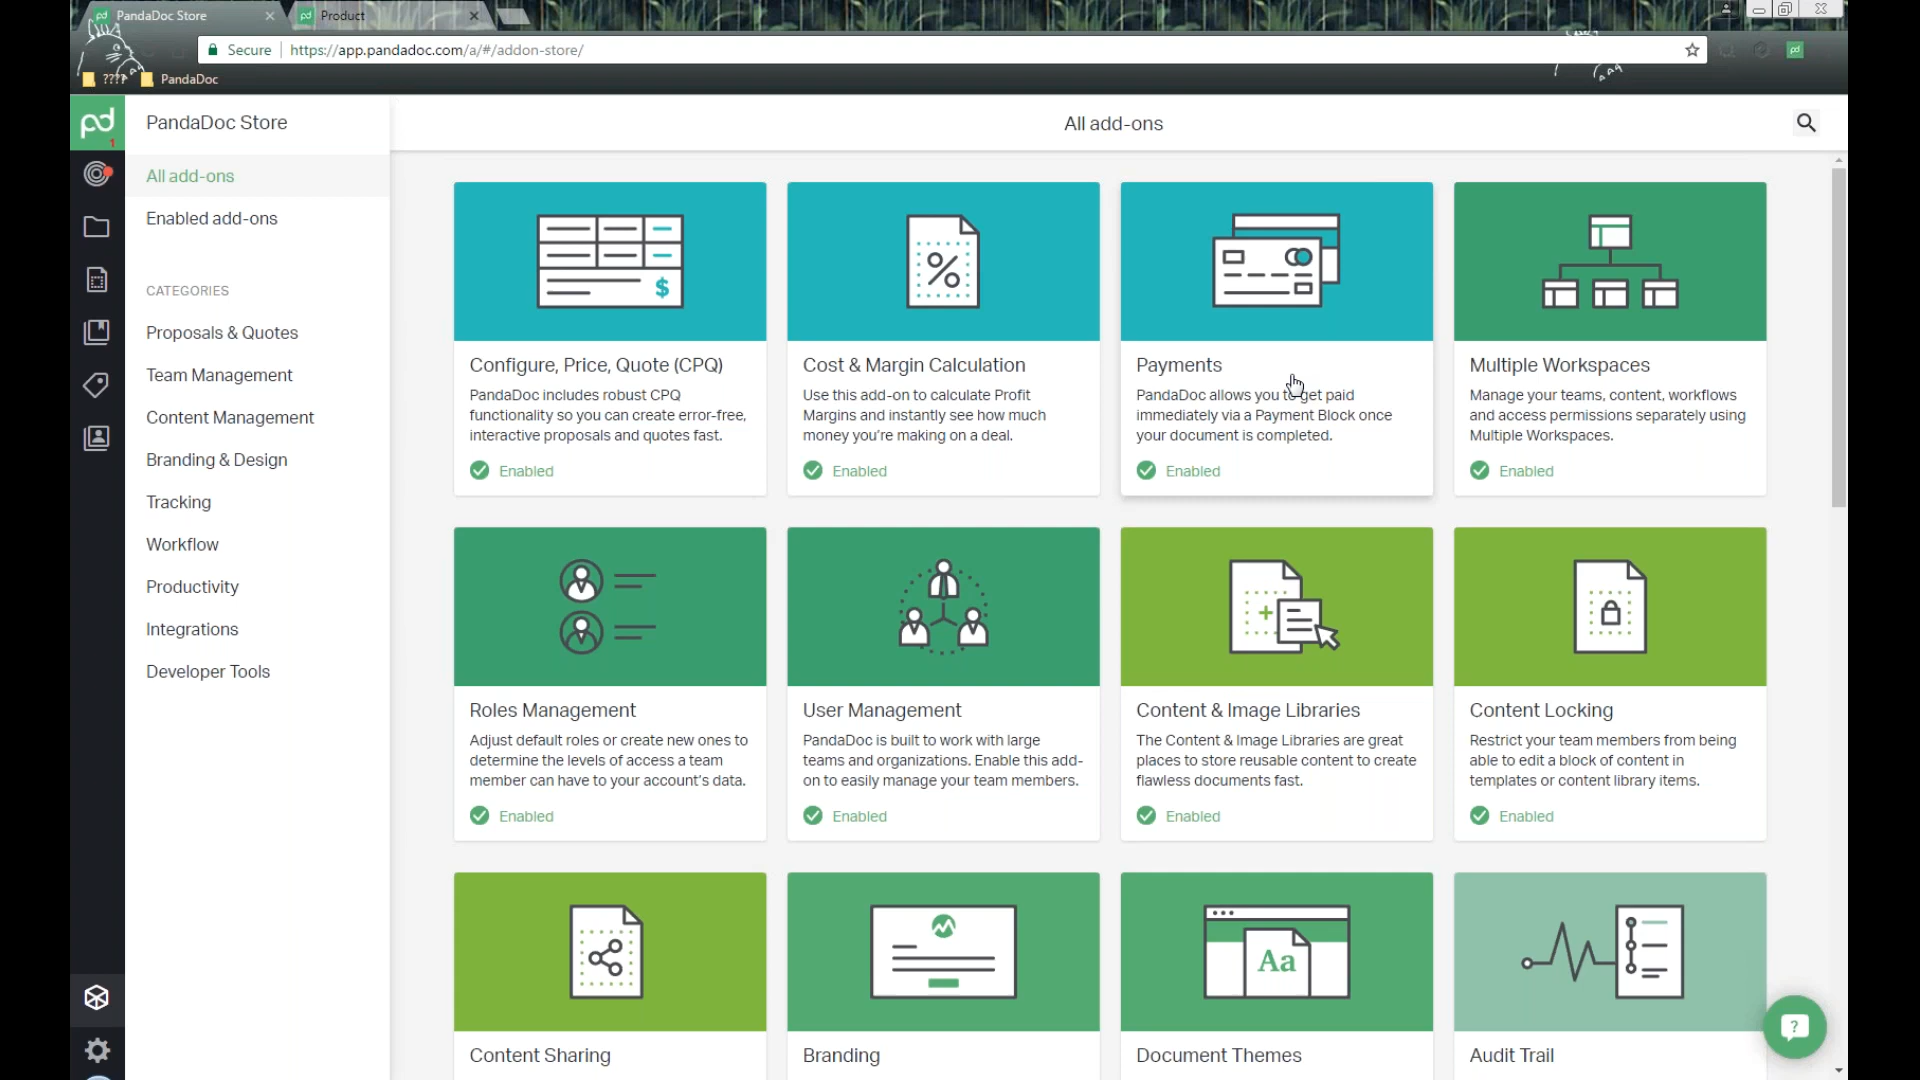 PandaDoc Store
Product
Secure
https://app.pandadoc.com/a/#/addon-store/
????
PandaDoc
pd
1
PandaDoc Store
All add-ons
All add-ons
Enabled add-ons
CATEGORIES
Proposals & Quotes
Team Management
Content Management
Branding & Design
Tracking
Workflow
Productivity
Integrations
Developer Tools
$
%
Configure, Price, Quote (CPQ)
PandaDoc includes robust CPQ
functionality so you can create error-free,
interactive proposals and quotes fast.
Enabled
Cost & Margin Calculation
Use this add-on to calculate Profit
Margins and instantly see how much
money you're making on a deal.
Enabled
Payments
PandaDoc allows you to get paid
immediately via a Payment Block once
your document is completed.
Enabled
Multiple Workspaces
Manage your teams, content, workflows
and access permissions separately using
Multiple Workspaces.
Enabled
Roles Management
Adjust default roles or create new ones to
determine the levels of access a team
member can have to your account's data.
Enabled
User Management
PandaDoc is built to work with large
teams and organizations. Enable this add-
on to easily manage your team members.
Enabled
Content & Image Libraries
The Content & Image Libraries are great
places to store reusable content to create
flawless documents fast.
Enabled
Content Locking
Restrict your team members from being
able to edit a block of content in
templates or content library items.
Enabled
Aa
Content Sharing
Branding
Document Themes
Audit Trail
?